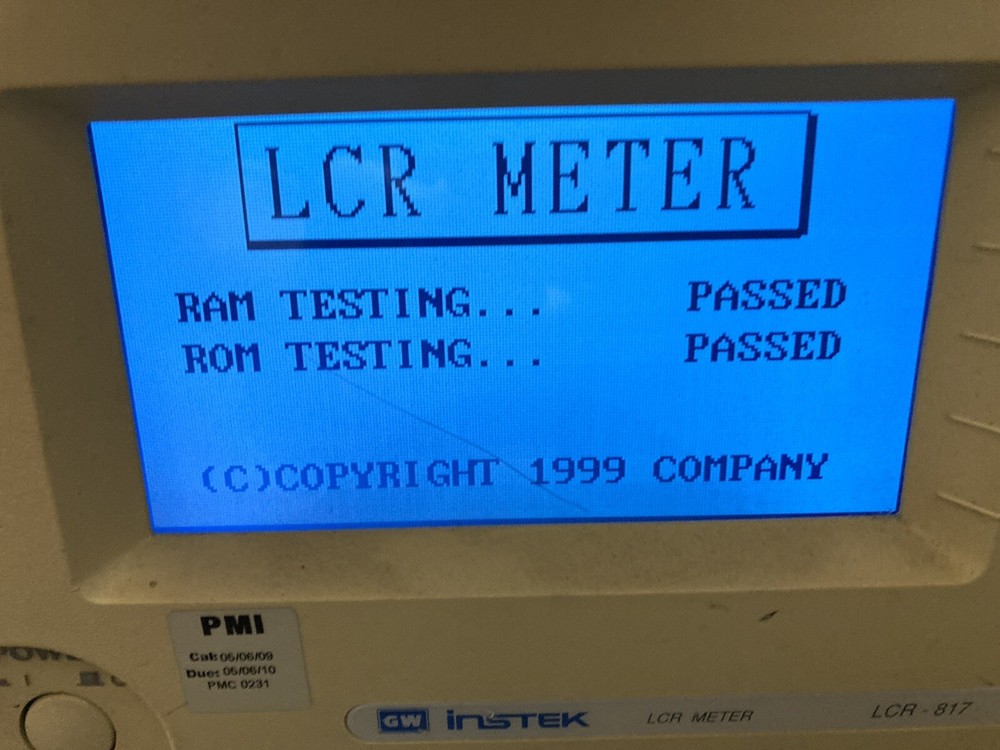 LCR METER
RAM TESTING... PASSED
ROM TESTING... PASSED
(C)COPYRIGHT 1999 COMPANY
PMI
Cal: 05/06/09
Due: 05/06/10
PMC 0231
GW INSTEK LCR METER LCR - 817